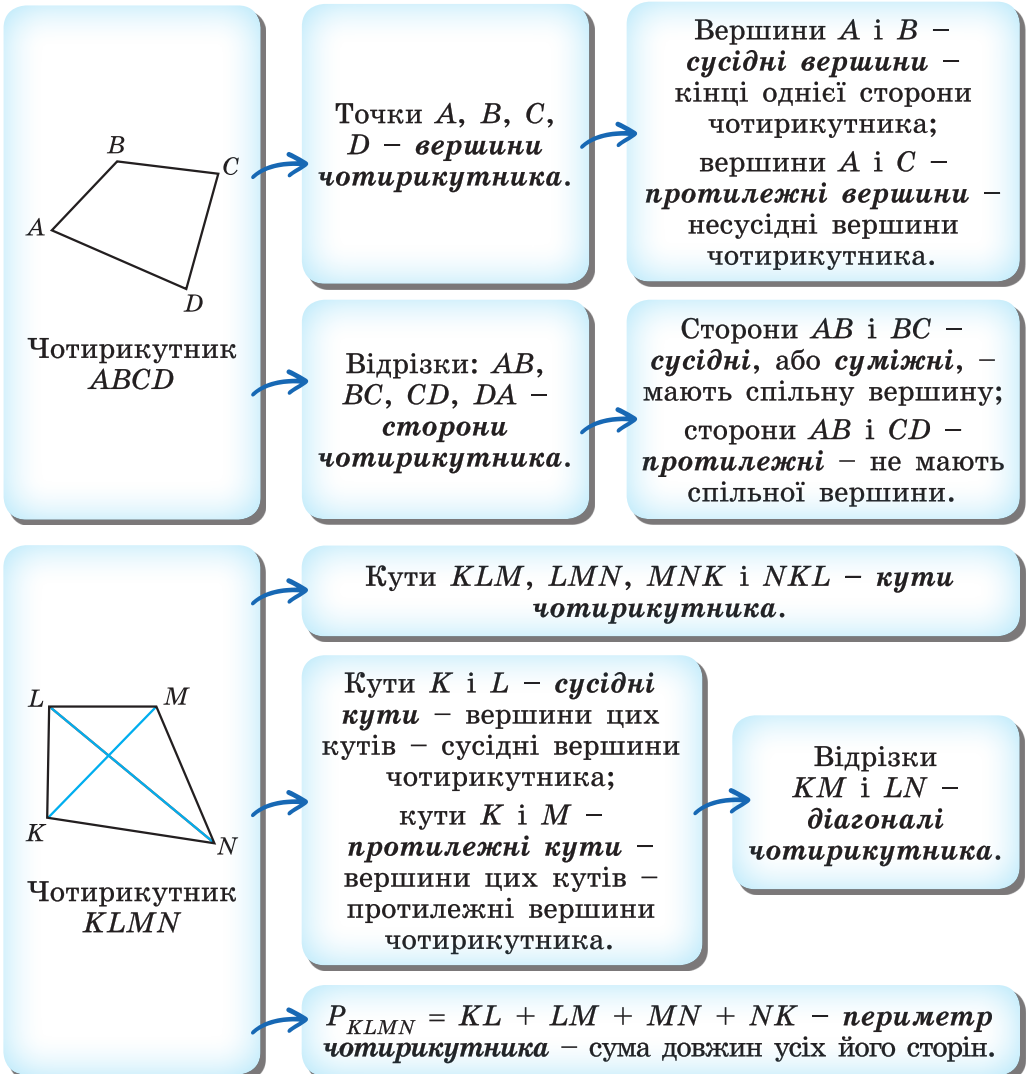 B
C
A
D
Чотирикутник
ABCD
Точки A, B, C,
D – вершини
чотирикутника.
Вершини A і B –
сусідні вершини –
кінці однієї сторони
чотирикутника;
вершини A і C –
протилежні вершини –
несусідні вершини
чотирикутника.
Відрізки: AB,
BC, CD, DA –
сторони
чотирикутника.
Сторони AB і BC –
сусідні, або суміжні, –
мають спільну вершину;
сторони AB і CD –
протилежні – не мають
спільної вершини.
L
M
K
N
Чотирикутник
KLMN
Кути KLM, LMN, MNK і NKL – кути
чотирикутника.
Кути K і L – сусідні
кути – вершини цих
кутів – сусідні вершини
чотирикутника;
кути K і M –
протилежні кути –
вершини цих кутів –
протилежні вершини
чотирикутника.
Відрізки
KM і LN –
діагоналі
чотирикутника.
P_{KLMN} = KL + LM + MN + NK – периметр
чотирикутника – сума довжин усіх його сторін.